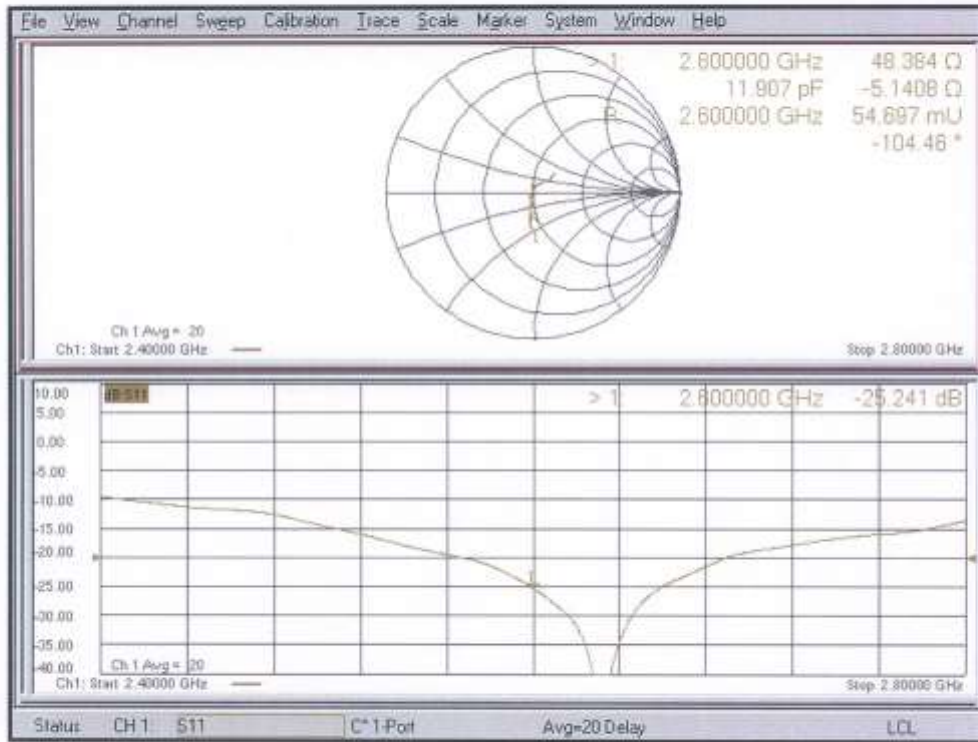 File View Channel Sweep Calibration Trace Scale Marker System Window Help
> 1 2.600000 GHz 48.384 Ω
11.907 pF -5.1408 Ω
2.600000 GHz 54.697 mU
-104.46 °
Ch 1 Avg = 20
Ch1: Start 2.40000 GHz
Stop 2.80000 GHz
10.00
dB S11
> 1 2.600000 GHz -25.241 dB
5.00
0.00
-5.00
-10.00
-15.00
-20.00
-25.00
-30.00
-35.00
-40.00
1
Ch 1 Avg = 20
Ch1: Start 2.40000 GHz
Stop 2.80000 GHz
Status CH 1: S11 C* 1-Port Avg=20 Delay LCL